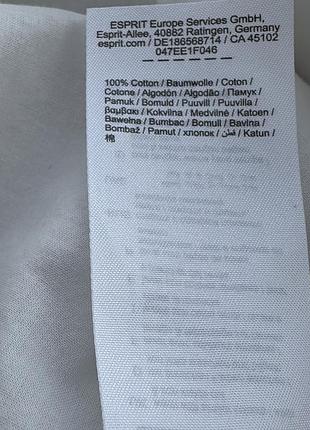 ESPRIT Europe Services GmbH,
Esprit-Allee, 40882 Ratingen, Germany
esprit.com / DE186568714 / CA 45102
047EE1F046
100% Cotton / Baumwolle / Coton /
Cotone / Algodón / Algodão / Памук /
Pamuk / Bomuld / Puuvill / Puuvilla /
βαμβακι / Kokvilna / Medvilnė / Katoen /
Bawełna / Bumbac / Bomull / Bavlna /
Bombaž / Pamut / хлопок / قطن / Katun /
棉